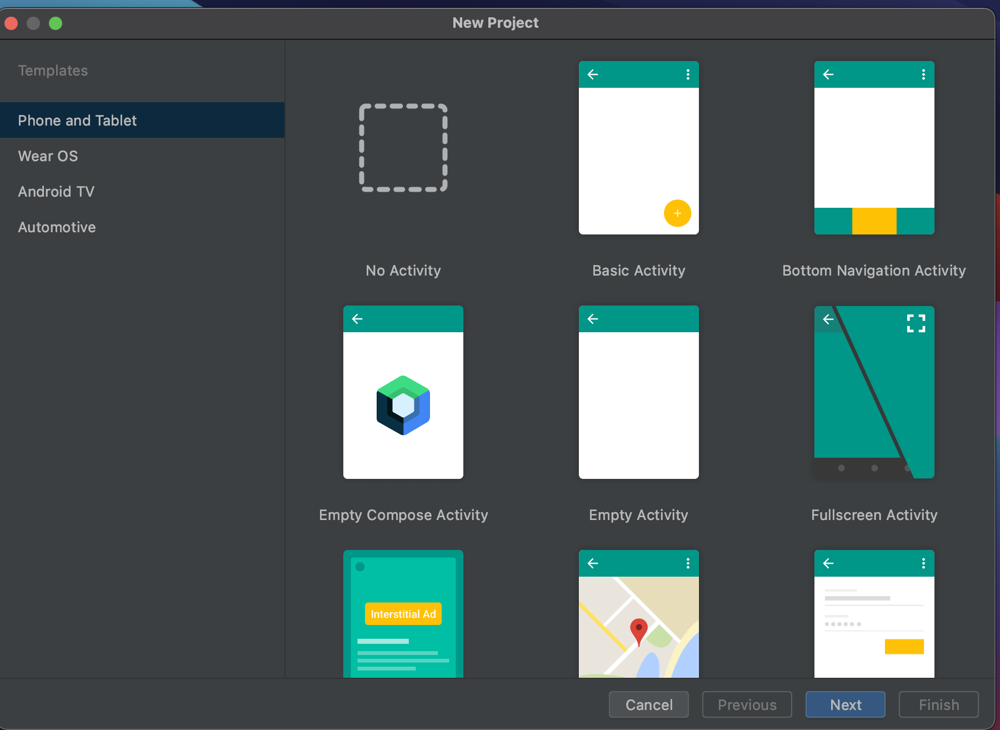 New Project
Templates
Phone and Tablet
Wear OS
Android TV
Automotive
No Activity
Basic Activity
Bottom Navigation Activity
Empty Compose Activity
Empty Activity
Fullscreen Activity
Interstitial Ad
Cancel
Previous
Next
Finish